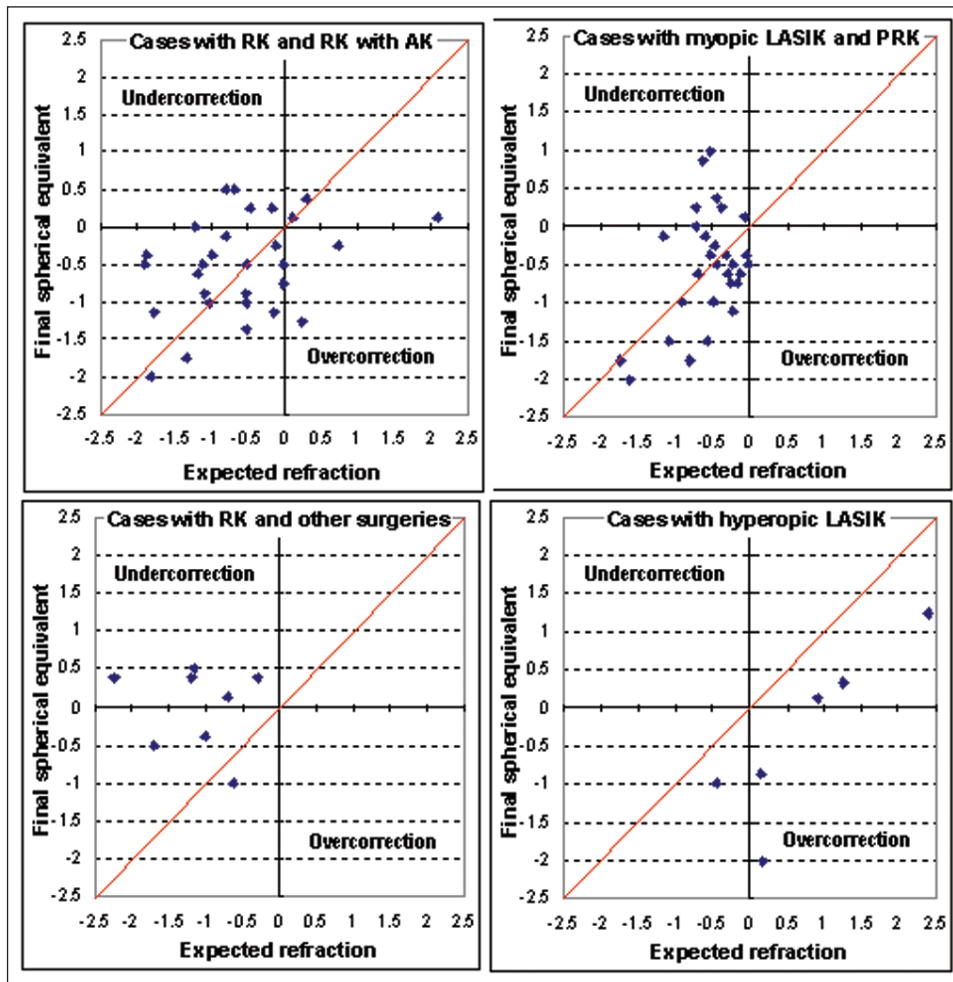 Cases with RK and RK with AK
Final spherical equivalent
2.5
2
1.5
1
0.5
0
-0.5
-1
-1.5
-2
-2.5
Undercorrection
Overcorrection
-2.5 -2 -1.5 -1 -0.5 0 0.5 1 1.5 2 2.5
Expected refraction
Cases with myopic LASIK and PRK
Final spherical equivalent
2.5
2
1.5
1
0.5
0
-0.5
-1
-1.5
-2
-2.5
Undercorrection
Overcorrection
-2.5 -2 -1.5 -1 -0.5 0 0.5 1 1.5 2 2.5
Expected refraction
Cases with RK and other surgeries
Final spherical equivalent
2.5
2
1.5
1
0.5
0
-0.5
-1
-1.5
-2
-2.5
Undercorrection
Overcorrection
-2.5 -2 -1.5 -1 -0.5 0 0.5 1 1.5 2 2.5
Expected refraction
Cases with hyperopic LASIK
Final spherical equivalent
2.5
2
1.5
1
0.5
0
-0.5
-1
-1.5
-2
-2.5
Undercorrection
Overcorrection
-2.5 -2 -1.5 -1 -0.5 0 0.5 1 1.5 2 2.5
Expected refraction